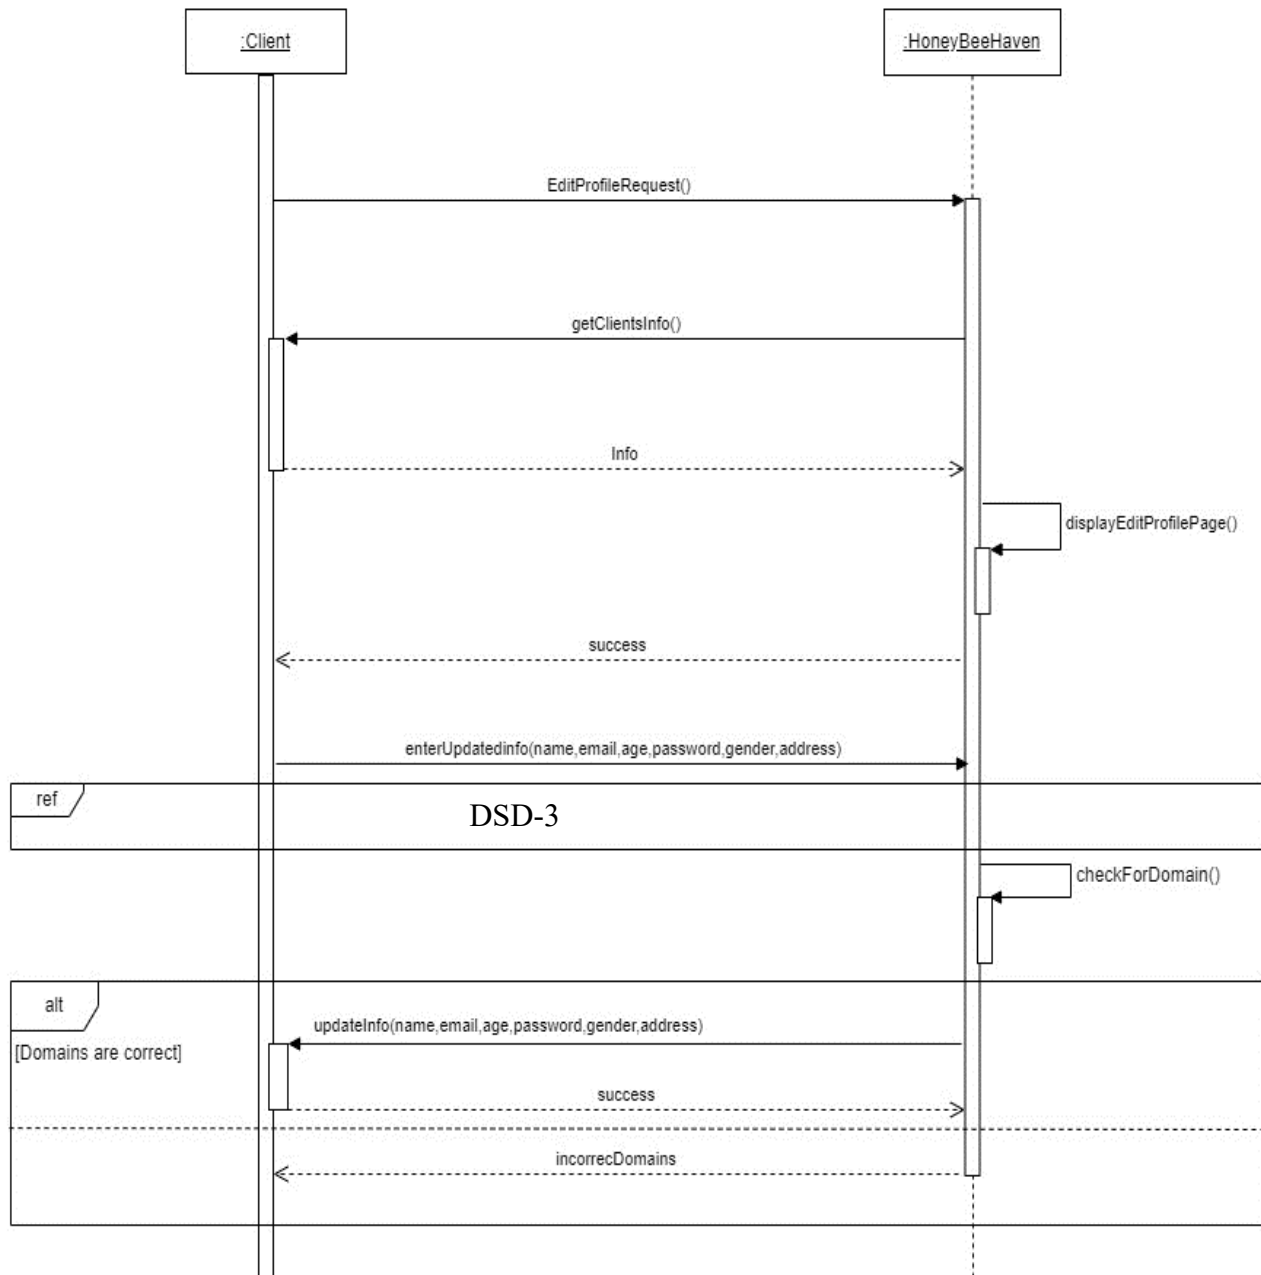 :Client
:HoneyBeeHaven
EditProfileRequest()
getClientsInfo()
Info
displayEditProfilePage()
success
enterUpdatedinfo(name,email,age,password,gender,address)
ref
DSD-3
checkForDomain()
alt
updateInfo(name,email,age,password,gender,address)
[Domains are correct]
success
incorrecDomains